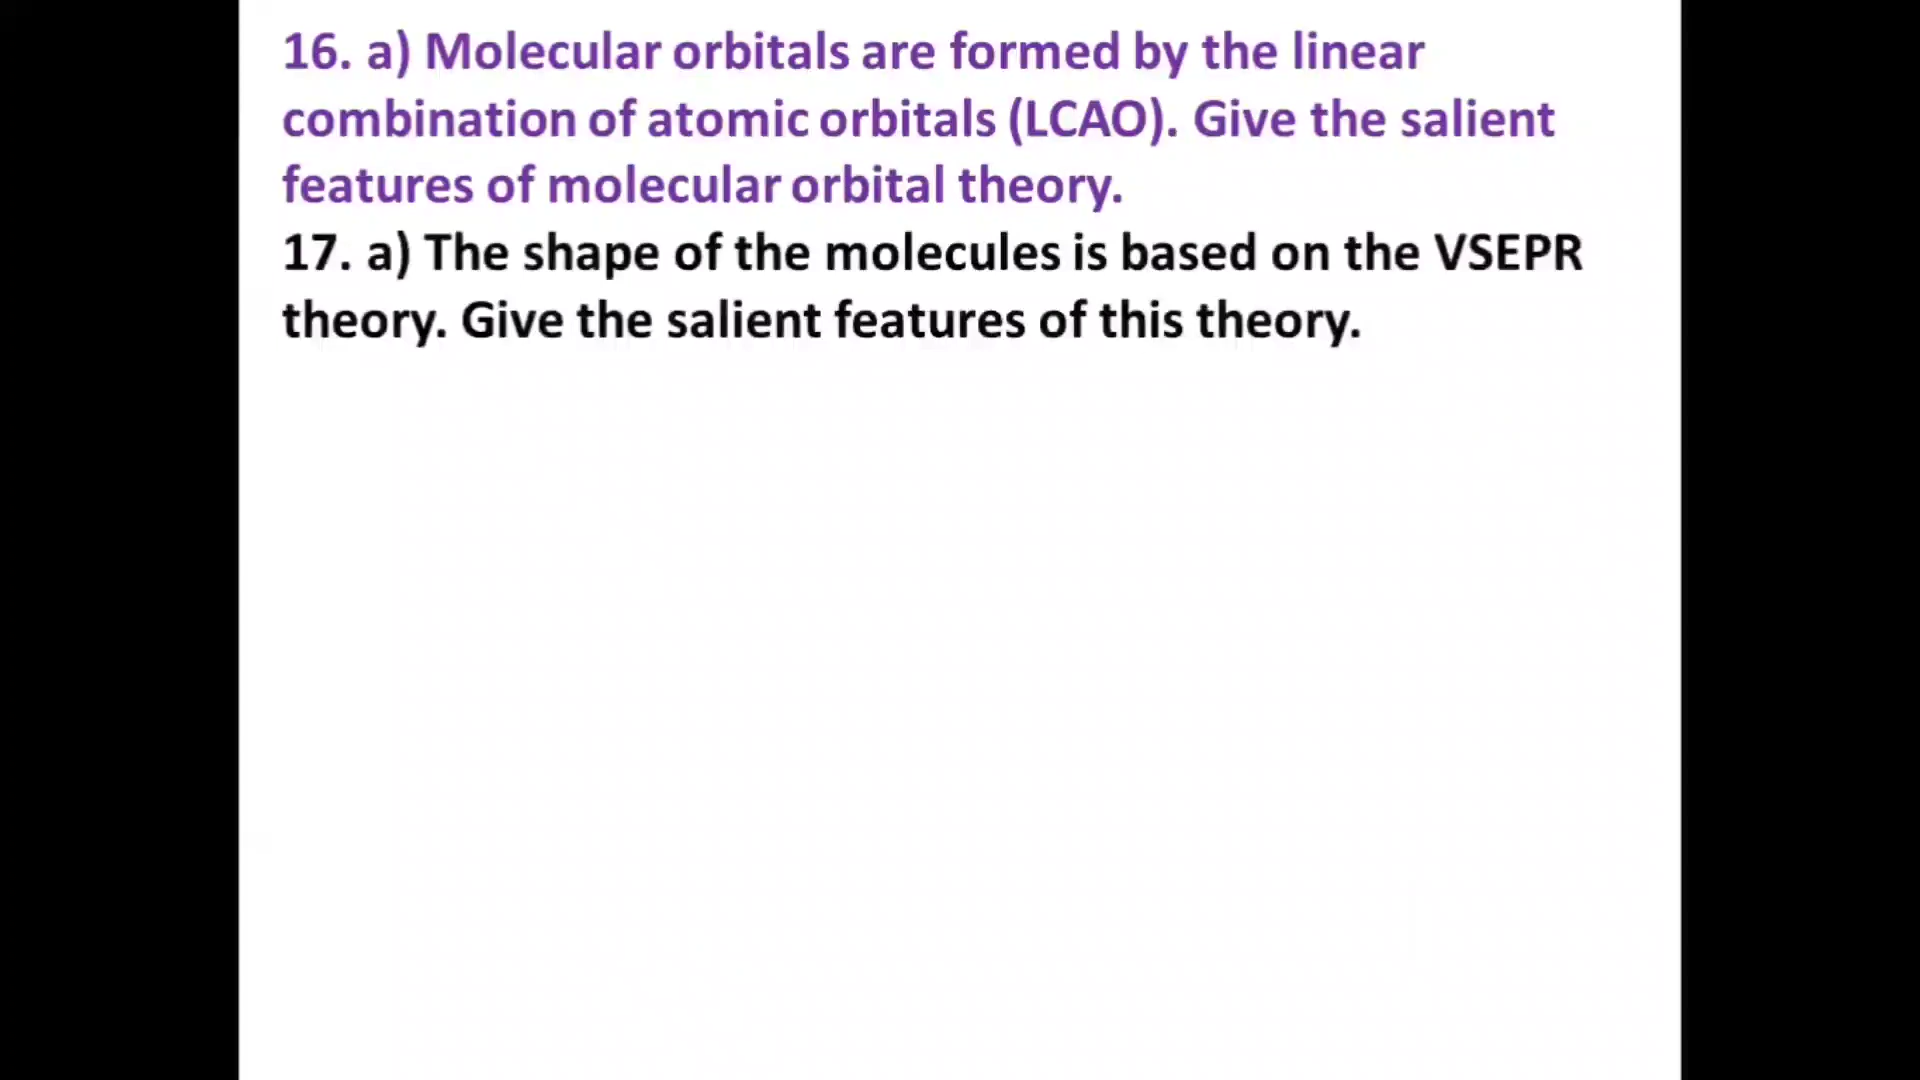 16. a) Molecular orbitals are formed by the linear
combination of atomic orbitals (LCAO). Give the salient
features of molecular orbital theory.
17. a) The shape of the molecules is based on the VSEPR
theory. Give the salient features of this theory.